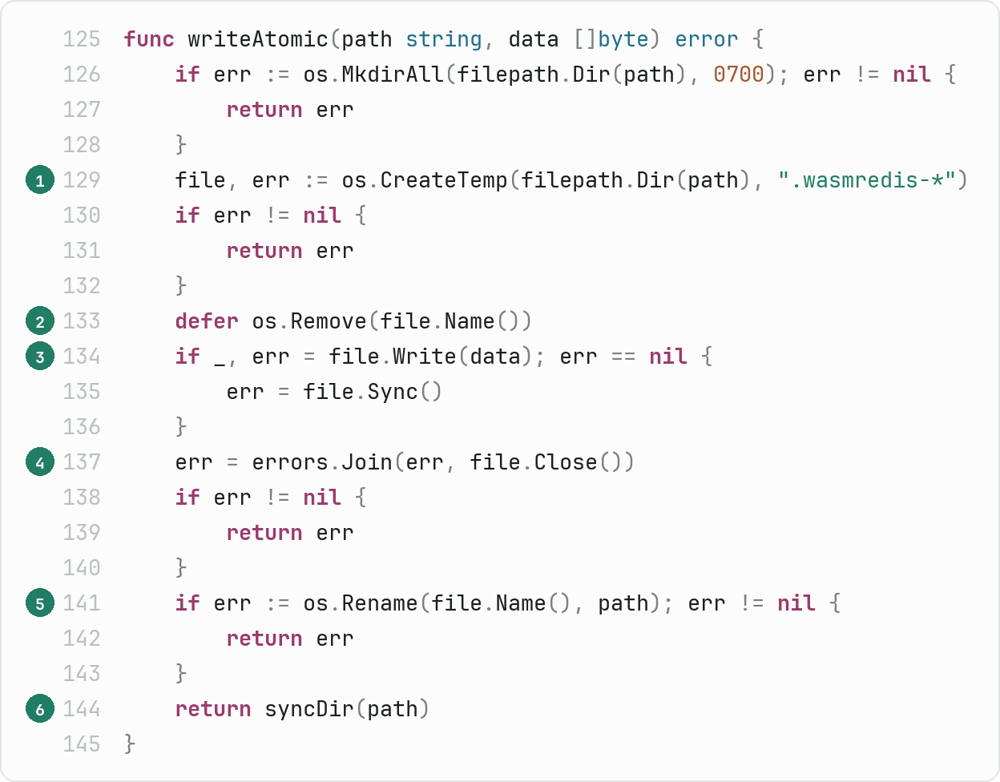 125 func writeAtomic(path string, data []byte) error {
126     if err := os.MkdirAll(filepath.Dir(path), 0700); err != nil {
127         return err
128     }
1 129     file, err := os.CreateTemp(filepath.Dir(path), ".wasmredis-*")
130     if err != nil {
131         return err
132     }
2 133     defer os.Remove(file.Name())
3 134     if _, err = file.Write(data); err == nil {
135         err = file.Sync()
136     }
4 137     err = errors.Join(err, file.Close())
138     if err != nil {
139         return err
140     }
5 141     if err := os.Rename(file.Name(), path); err != nil {
142         return err
143     }
6 144     return syncDir(path)
145 }